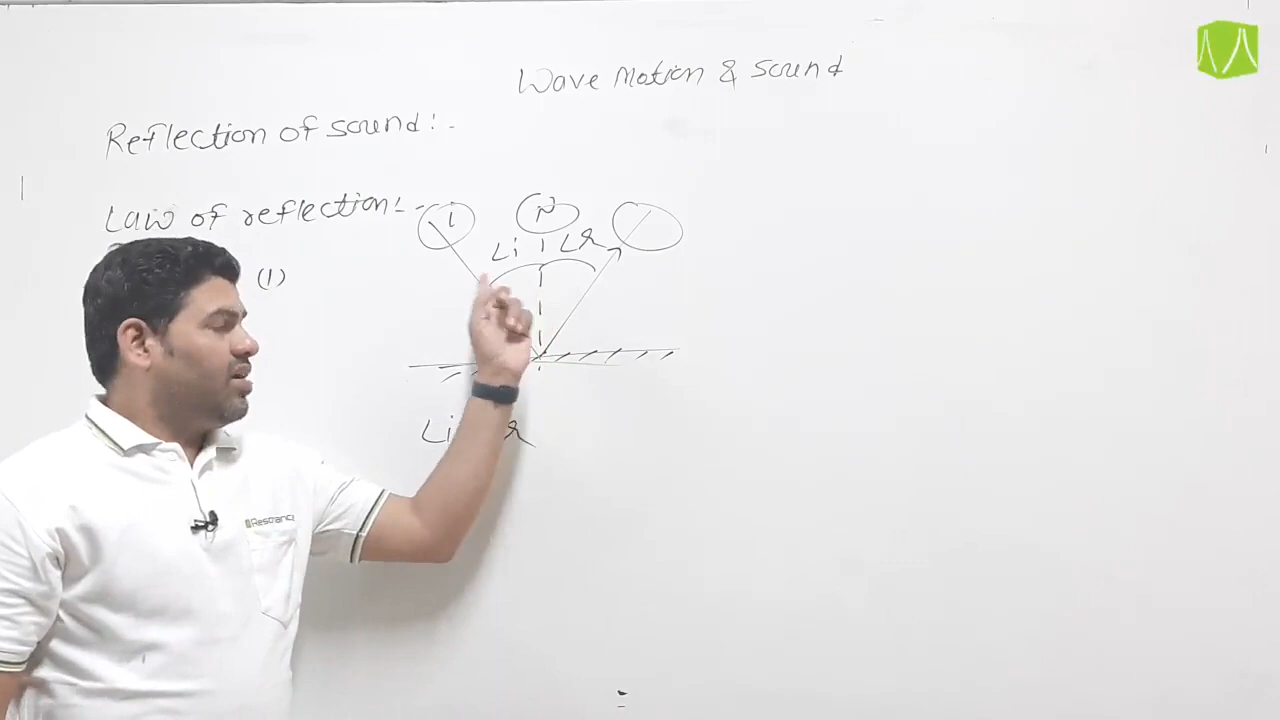 Wave Motion & Sound
Reflection of sound:-
Law of reflection:-
i N
∠i ∠r
(1)
∠i r